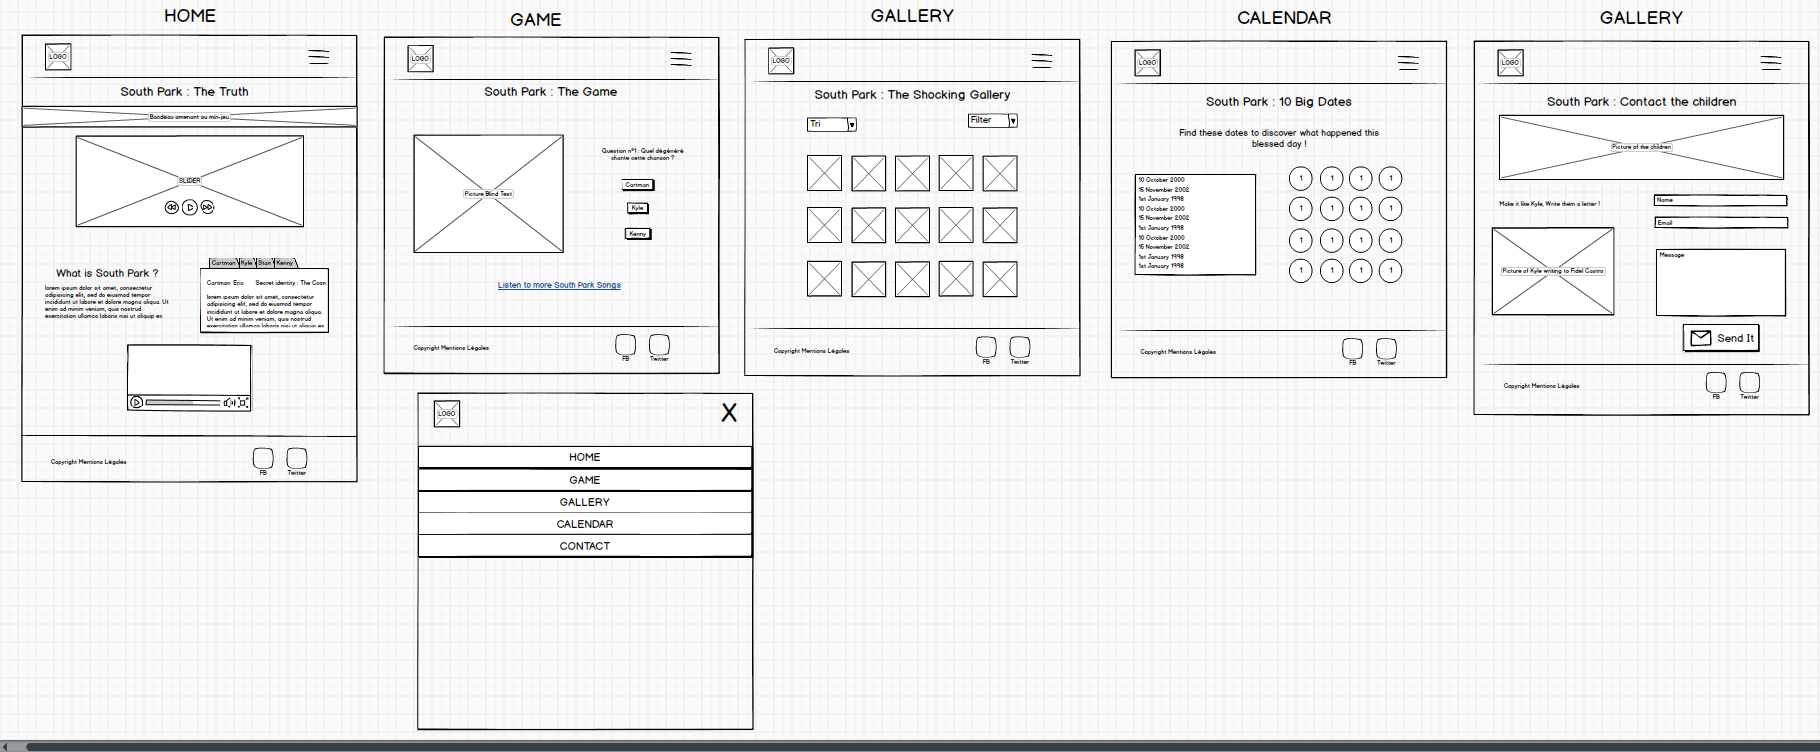 HOME
LOGO
South Park : The Truth
Bandeau amenant au min-jeu
SLIDER
What is South Park ?
lorem ipsum dolor sit amet, consectetur
adipisicing elit, sed do eiusmod tempor
incididunt ut labore et dolore magna aliqua. Ut
enim ad minim veniam, quis nostrud
exercitation ullamco laboris nisi ut aliquip ex
Cartman Kyle Stan Kenny
Cartman Eric Secret identity : The Coon
lorem ipsum dolor sit amet, consectetur
adipisicing elit, sed do eiusmod tempor
incididunt ut labore et dolore magna aliqua.
Ut enim ad minim veniam, quis nostrud
exercitation ullamco laboris nisi ut aliquip ex
Copyright Mentions Légales
FB
Twitter
GAME
LOGO
South Park : The Game
Picture Blind Test
Question n°1 : Quel dégénéré
chante cette chanson ?
Cartman
Kyle
Kenny
Listen to more South Park Songs
Copyright Mentions Légales
FB
Twitter
GALLERY
LOGO
South Park : The Shocking Gallery
Tri
Filter
Copyright Mentions Légales
FB
Twitter
CALENDAR
LOGO
South Park : 10 Big Dates
Find these dates to discover what happened this
blessed day !
10 October 2000
15 November 2002
1st January 1998
10 October 2000
15 November 2002
1st January 1998
10 October 2000
15 November 2002
1st January 1998
1st January 1998
1 1 1 1
1 1 1 1
1 1 1 1
1 1 1 1
Copyright Mentions Légales
FB
Twitter
GALLERY
LOGO
South Park : Contact the children
Picture of the children
Make it like Kyle, Write them a letter !
Picture of Kyle writing to Fidel Castro
Name
Email
Message
Send It
Copyright Mentions Légales
FB
Twitter
LOGO
X
HOME
GAME
GALLERY
CALENDAR
CONTACT